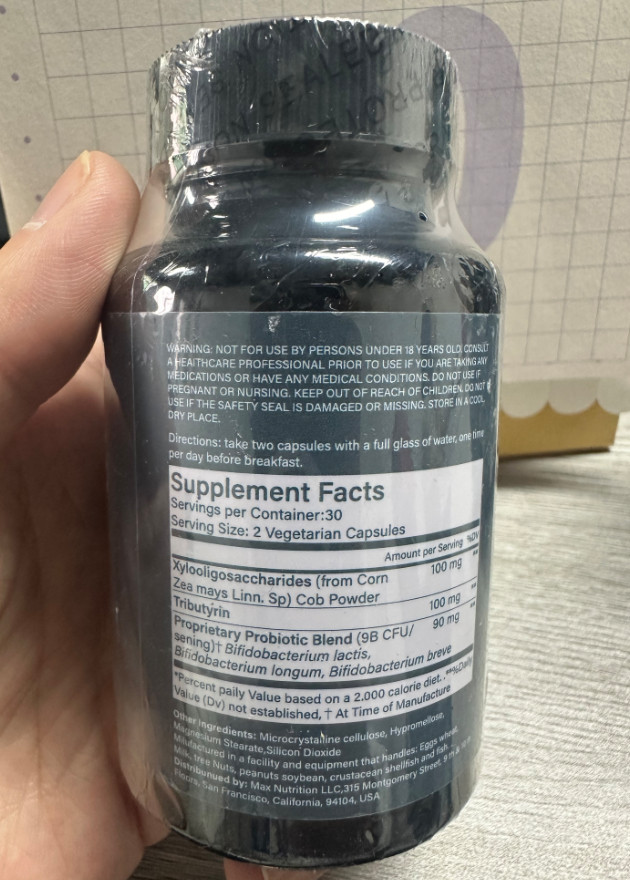 SEALED
WARNING: NOT FOR USE BY PERSONS UNDER 18 YEARS OLD. CONSULT
A HEALTHCARE PROFESSIONAL PRIOR TO USE IF YOU ARE TAKING ANY
MEDICATIONS OR HAVE ANY MEDICAL CONDITIONS. DO NOT USE IF
PREGNANT OR NURSING. KEEP OUT OF REACH OF CHILDREN. DO NOT
USE IF THE SAFETY SEAL IS DAMAGED OR MISSING. STORE IN A COOL,
DRY PLACE.
Directions: take two capsules with a full glass of water, one time
per day before breakfast.
Supplement Facts
Servings per Container:30
Serving Size: 2 Vegetarian Capsules
Amount per Serving %DV
Xylooligosaccharides (from Corn 100 mg **
Zea mays Linn. Sp) Cob Powder
Tributyrin 100 mg **
Proprietary Probiotic Blend (9B CFU/ 90 mg **
sening)† Bifidobacterium lactis,
Bifidobacterium longum, Bifidobacterium breve
*Percent paily Value based on a 2.000 calorie diet..**%Daily
Value (Dv) not established, † At Time of Manufacture
Other ingredients: Microcrystalline cellulose, Hypromellose,
Magnesium Stearate,Silicon Dioxide
Milufactured in a facility and equipment that handles: Eggs wheat,
Milk, tree Nuts, peanuts soybean, crustacean shellfish and fish
Distribunued by: Max Nutrition LLC,315 Montgomery Street, 9 th & 10 th
Floors, San Francisco, California, 94104, USA